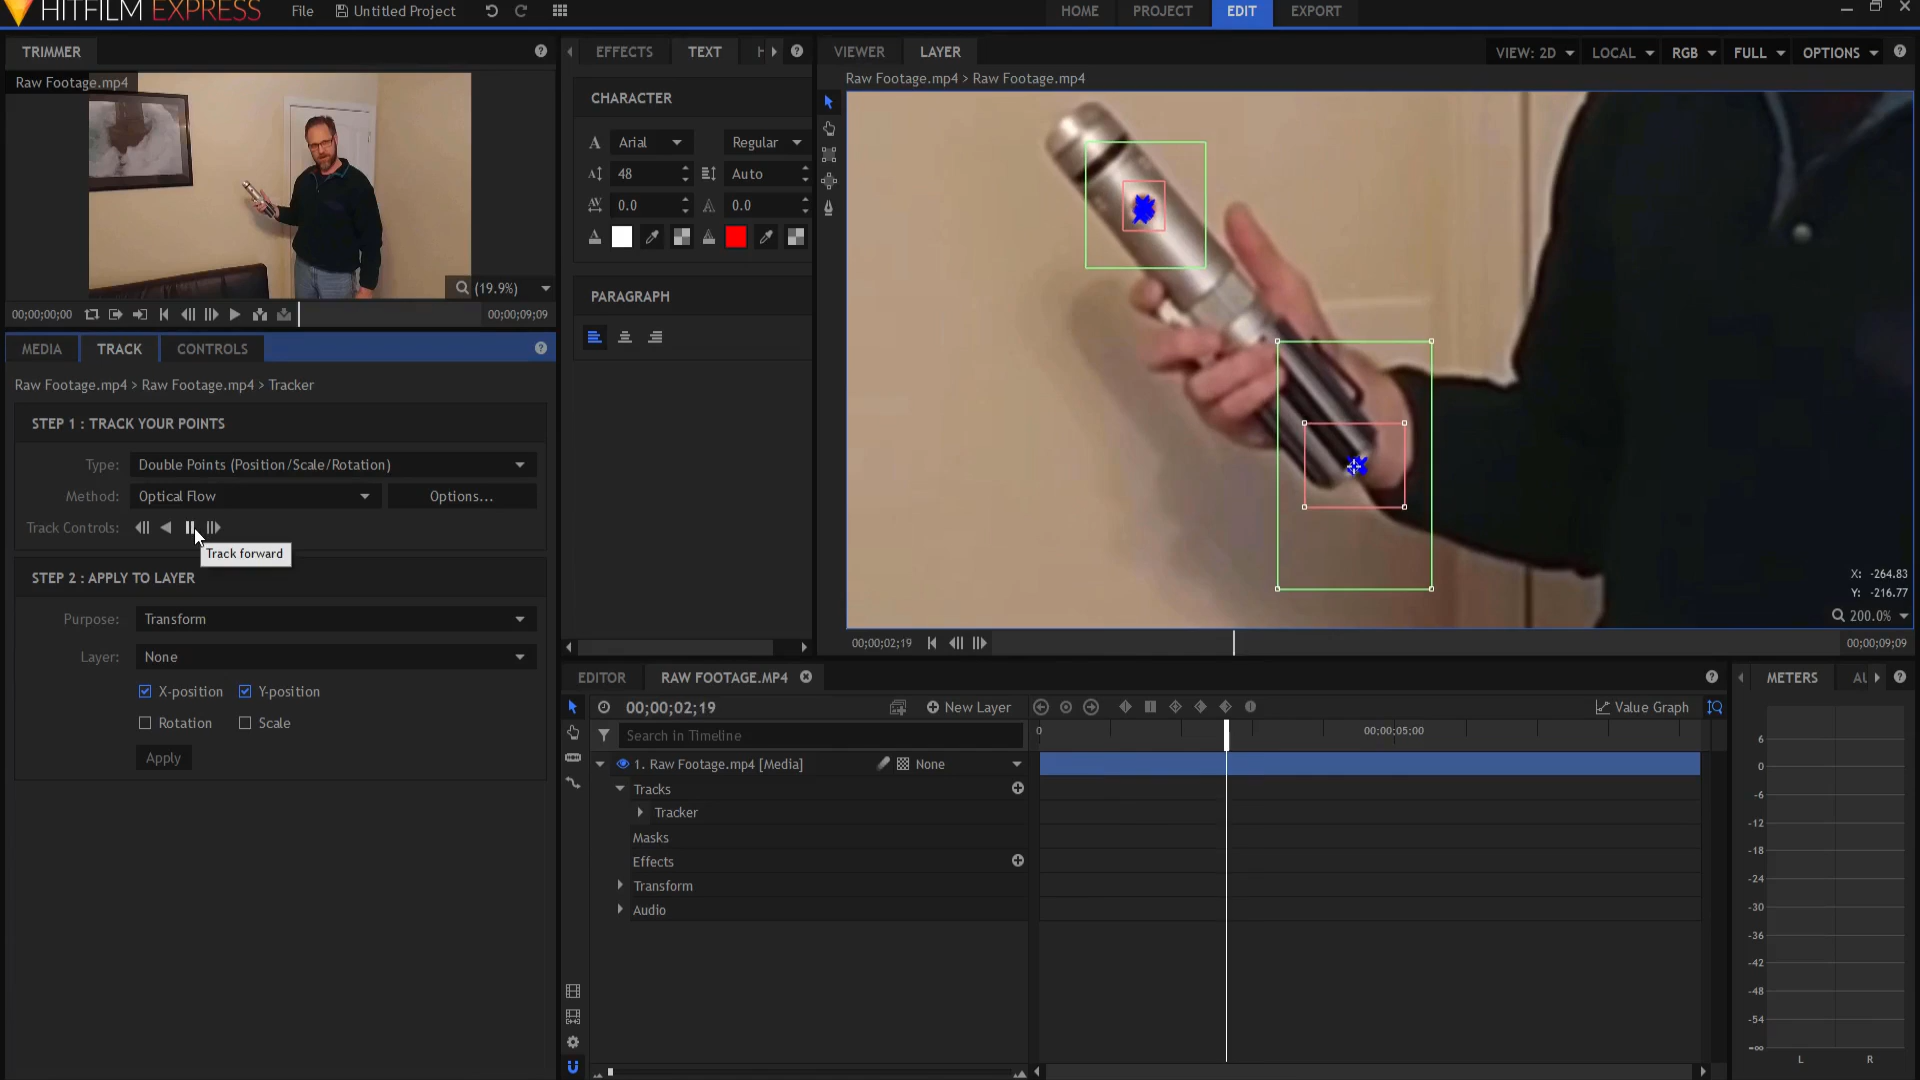 HITFILM EXPRESS
File
Untitled Project
HOME
PROJECT
EDIT
EXPORT
TRIMMER
Raw Footage.mp4
(19.9%)
00;00;00;00
00;00;09;09
EFFECTS
TEXT
CHARACTER
Arial
Regular
48
Auto
0.0
0.0
PARAGRAPH
VIEWER
LAYER
VIEW: 2D
LOCAL
RGB
FULL
OPTIONS
Raw Footage.mp4 > Raw Footage.mp4
X: -264.83
Y: -216.77
200.0%
00;00;02;19
00;00;09;09
MEDIA
TRACK
CONTROLS
Raw Footage.mp4 > Raw Footage.mp4 > Tracker
STEP 1 : TRACK YOUR POINTS
Type: Double Points (Position/Scale/Rotation)
Method: Optical Flow
Options...
Track Controls:
Track forward
STEP 2 : APPLY TO LAYER
Purpose: Transform
Layer: None
X-position
Y-position
Rotation
Scale
Apply
EDITOR
RAW FOOTAGE.MP4
00;00;02;19
New Layer
Value Graph
Search in Timeline
0
00;00;05;00
1. Raw Footage.mp4 [Media]
None
Tracks
Tracker
Masks
Effects
Transform
Audio
METERS
6
0
-6
-12
-18
-24
-30
-36
-42
-48
-54
-∞
L
R